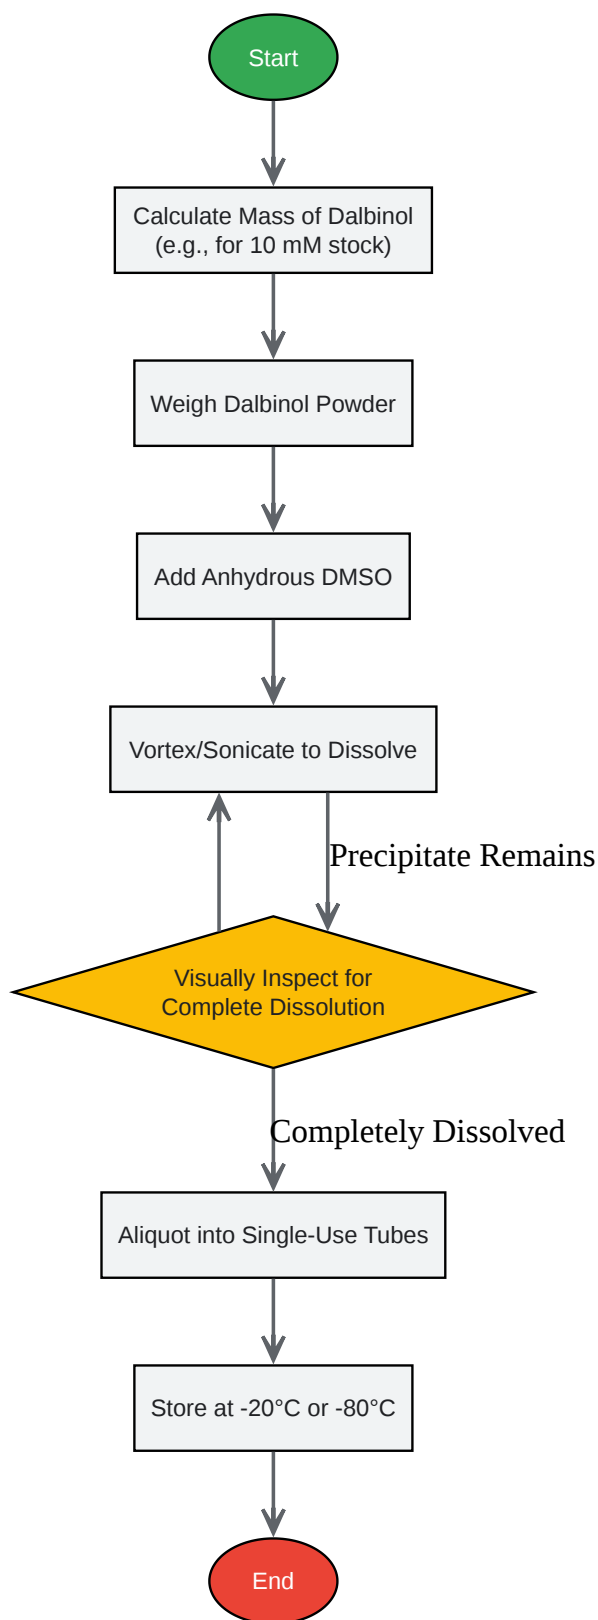 Start
Calculate Mass of Dalbinol
(e.g., for 10 mM stock)
Weigh Dalbinol Powder
Add Anhydrous DMSO
Vortex/Sonicate to Dissolve
Precipitate Remains
Visually Inspect for
Complete Dissolution
Completely Dissolved
Aliquot into Single-Use Tubes
Store at -20°C or -80°C
End